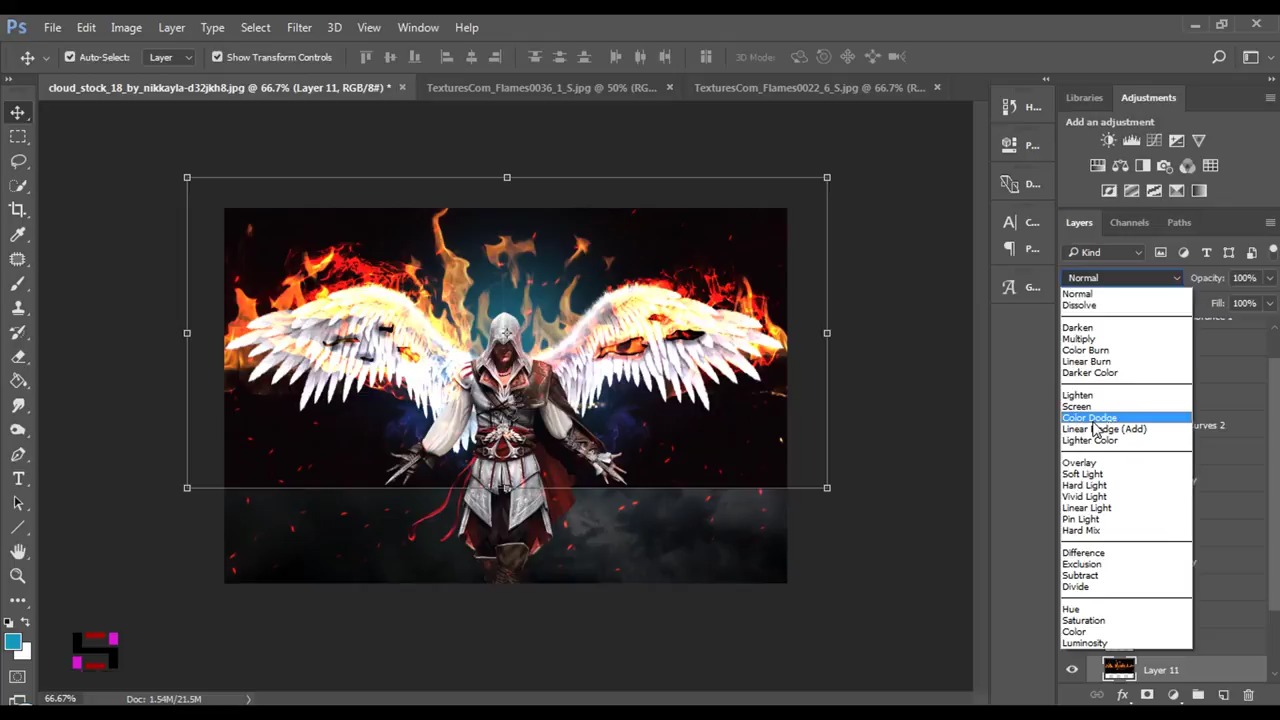 Ps File Edit Image Layer Type Select Filter 3D View Window Help
Auto-Select: Layer Show Transform Controls 3D Mode:
cloud_stock_18_by_nikkayla-d32jkh8.jpg @ 66.7% (Layer 11, RGB/8#) * × TexturesCom_Flames0036_1_S.jpg @ 50% (RG... × TexturesCom_Flames0022_6_S.jpg @ 66.7% (R... ×
H...
P...
D...
C...
P...
G...
Libraries Adjustments
Add an adjustment
Layers Channels Paths
Kind
Normal Opacity: 100%
Fill: 100%
Normal
Dissolve
Darken
Multiply
Color Burn
Linear Burn
Darker Color
Lighten
Screen
Color Dodge
Linear Dodge (Add)
Lighter Color
Overlay
Soft Light
Hard Light
Vivid Light
Linear Light
Pin Light
Hard Mix
Difference
Exclusion
Subtract
Divide
Hue
Saturation
Color
Luminosity
urves 2
Layer 11
66.67% Doc: 1.54M/21.5M